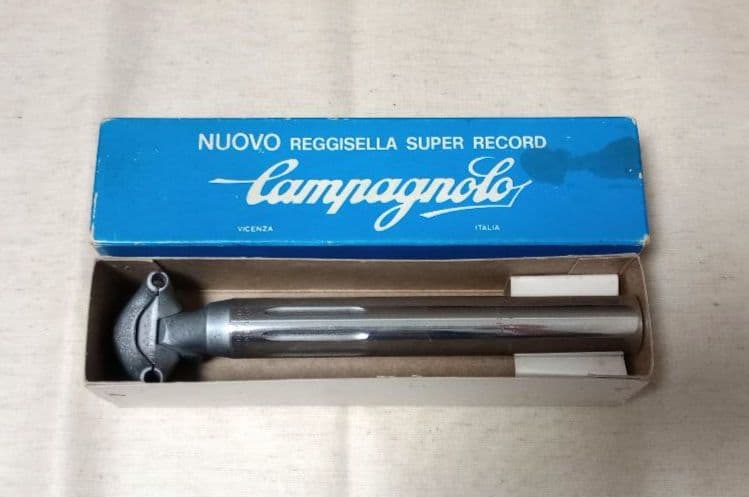 NUOVO REGGISELLA SUPER RECORD
Campagnolo
VICENZA ITALIA